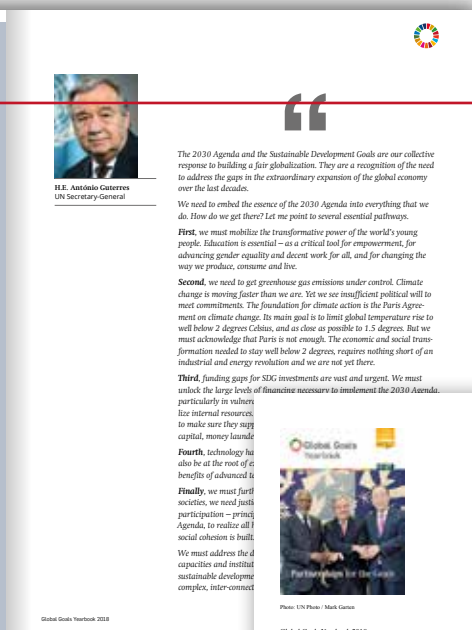 “
H.E. António Guterres
UN Secretary-General
The 2030 Agenda and the Sustainable Development Goals are our collective
response to building a fair globalization. They are a recognition of the need
to address the gaps in the extraordinary expansion of the global economy
over the last decades.
We need to embed the essence of the 2030 Agenda into everything that we
do. How do we get there? Let me point to several essential pathways.
First, we must mobilize the transformative power of the world's young
people. Education is essential – as a critical tool for empowerment, for
advancing gender equality and decent work for all, and for changing the
way we produce, consume and live.
Second, we need to get greenhouse gas emissions under control. Climate
change is moving faster than we are. Yet we see insufficient political will to
meet commitments. The foundation for climate action is the Paris Agree-
ment on climate change. Its main goal is to limit global temperature rise to
well below 2 degrees Celsius, and as close as possible to 1.5 degrees. But we
must acknowledge that Paris is not enough. The economic and social trans-
formation needed to stay well below 2 degrees, requires nothing short of an
industrial and energy revolution and we are not yet there.
Third, funding gaps for SDG investments are vast and urgent. We must
unlock the large levels of financing necessary to implement the 2030 Agenda,
particularly in
lize internal resources.
to make sure they
capital, money
Fourth, technology
also be at the root of
benefits of advanced
Finally, we must
societies, we need
participation –
Agenda, to realize all
social cohesion is built.
We must address the
capacities and
sustainable
complex,
Global Goals
Yearbook
2018
Partnerships for the Goals
Photo: UN Photo / Mark Garten
Global Goals Yearbook 2018
Global Goals Yearbook 2018